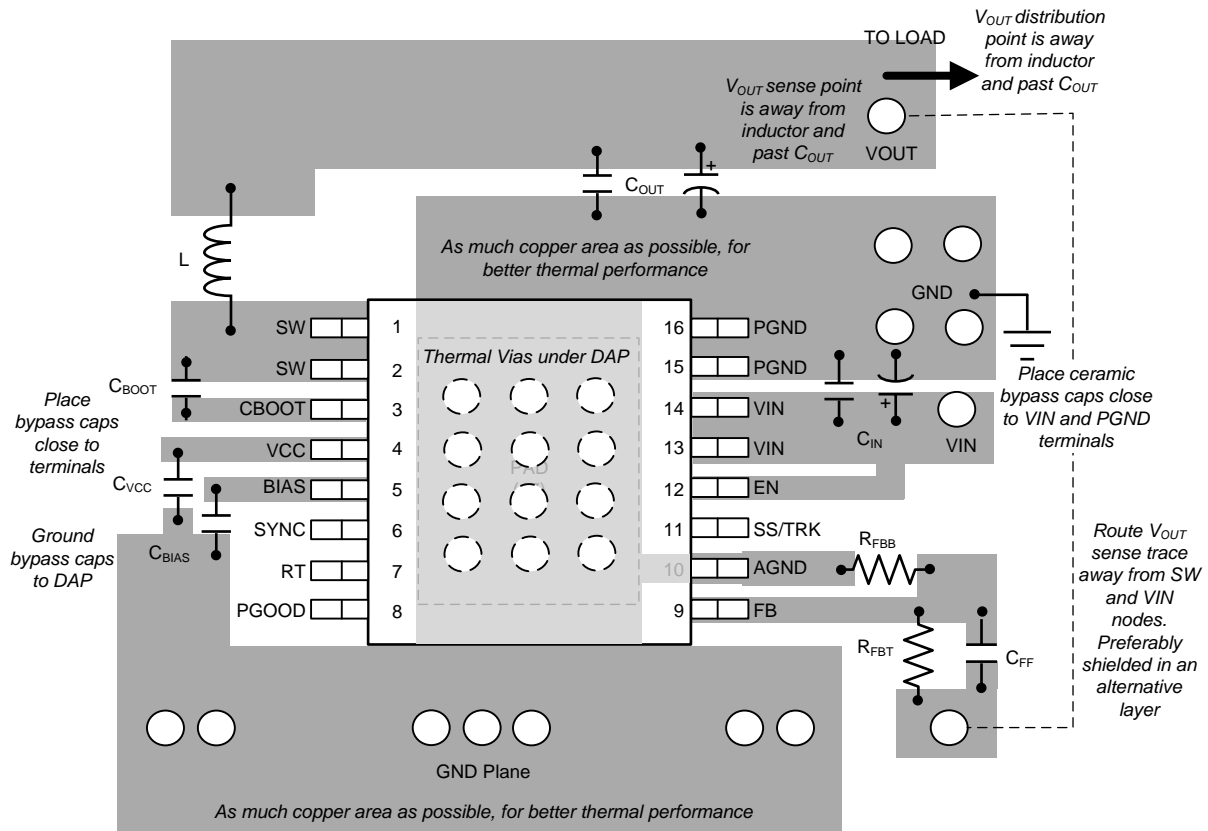 TO LOAD
VOUT distribution
point is away
from inductor
and past COUT
VOUT sense point
is away from
inductor and
past COUT
VOUT
COUT
+
L
As much copper area as possible, for
better thermal performance
GND
SW
1
16
PGND
SW
2
15
PGND
Thermal Vias under DAP
CBOOT
Place
bypass caps
close to
terminals
CBOOT
3
14
VIN
CIN
+
VIN
Place ceramic
bypass caps close
to VIN and PGND
terminals
VCC
4
13
VIN
PAD
CVCC
BIAS
5
12
EN
SYNC
6
11
SS/TRK
CBIAS
Ground
bypass caps
to DAP
RT
7
10
AGND
RFBB
PGOOD
8
9
FB
RFBT
CFF
Route VOUT
sense trace
away from SW
and VIN
nodes.
Preferably
shielded in an
alternative
layer
GND Plane
As much copper area as possible, for better thermal performance